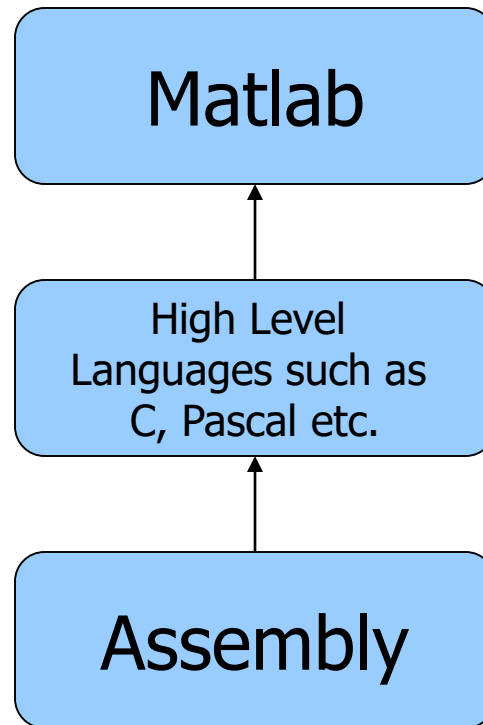 Matlab
High Level
Languages such as
C, Pascal etc.
Assembly